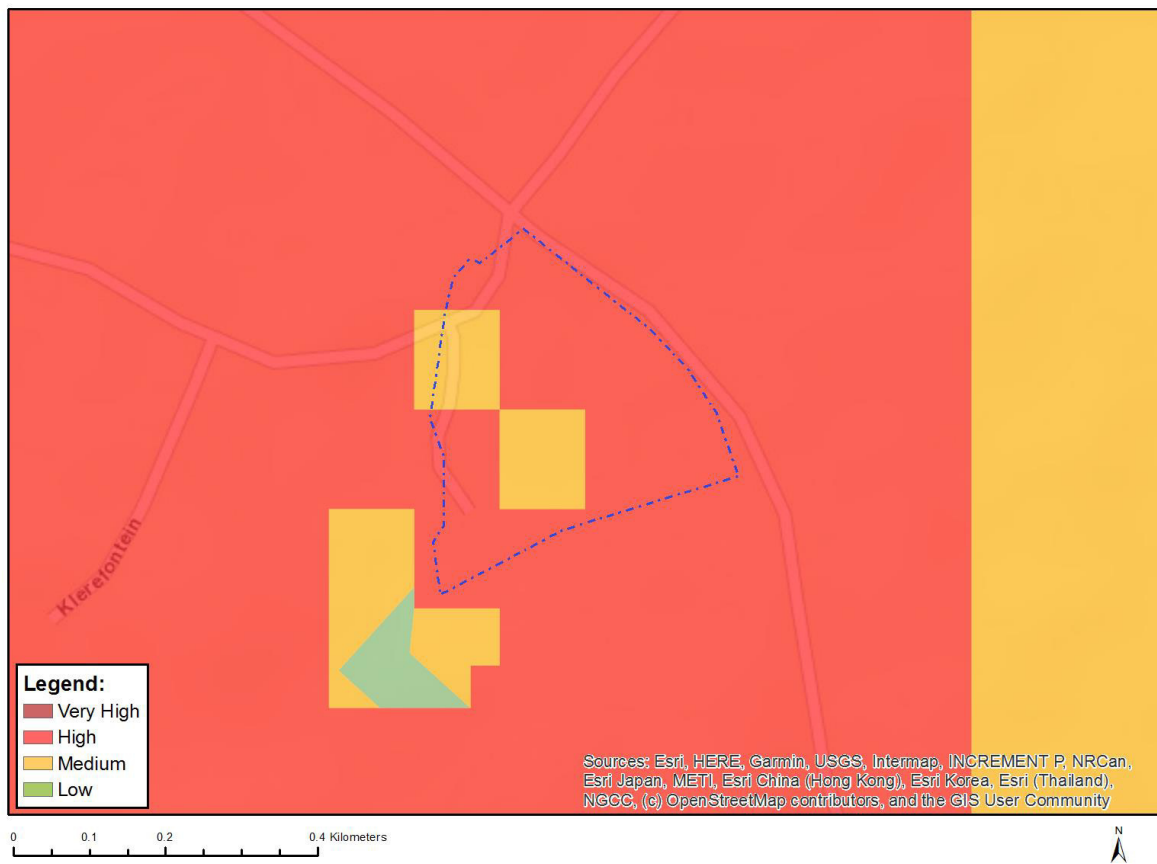 Klerefontein
Legend:
Very High
High
Medium
Low
Sources: Esri, HERE, Garmin, USGS, Intermap, INCREMENT P, NRCan,
Esri Japan, METI, Esri China (Hong Kong), Esri Korea, Esri (Thailand),
NGCC, (c) OpenStreetMap contributors, and the GIS User Community
0 0.1 0.2 0.4 Kilometers
N